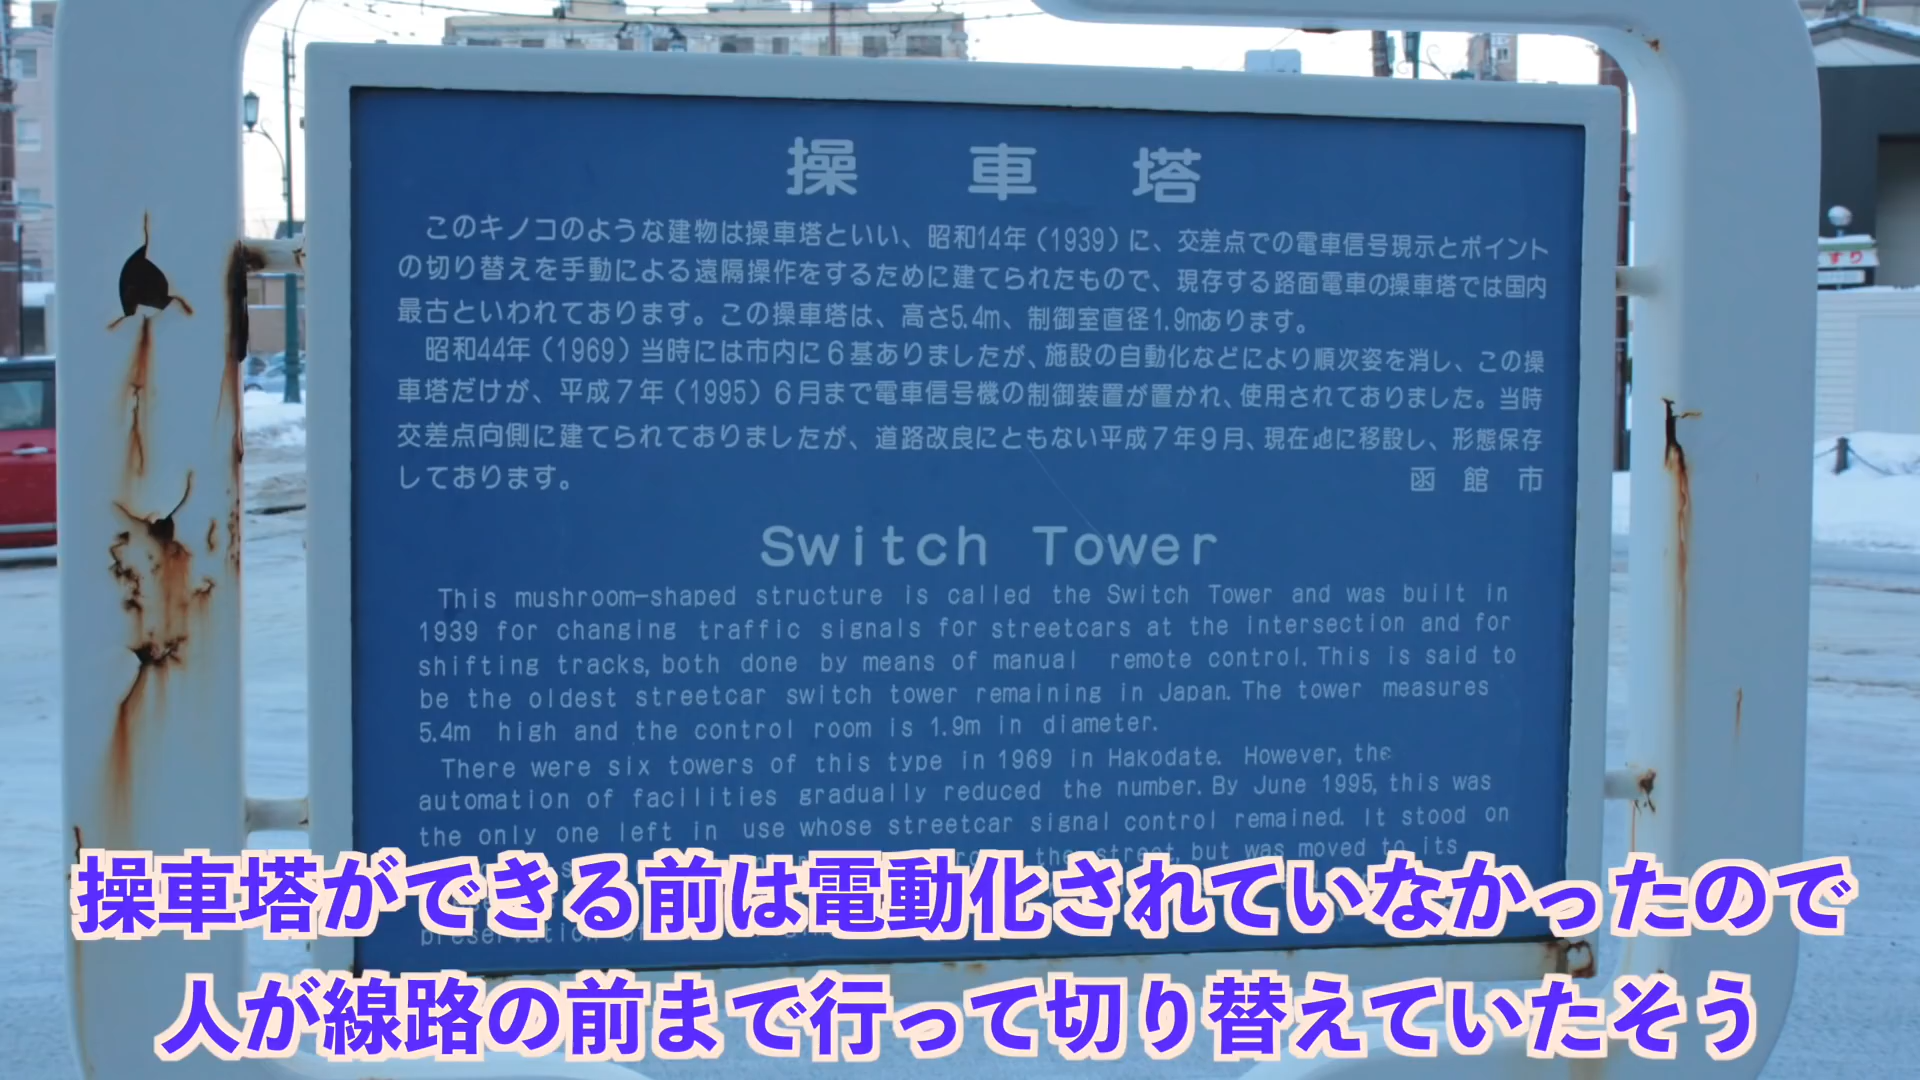 操車塔
このキノコのような建物は操車塔といい、昭和14年（1939）に、交差点での電車信号現示とポイント
の切り替えを手動による遠隔操作をするために建てられたもので、現存する路面電車の操車塔では国内
最古といわれております。この操車塔は、高さ5.4m、制御室直径1.9mあります。
昭和44年（1969）当時には市内に6基ありましたが、施設の自動化などにより順次姿を消し、この操
車塔だけが、平成7年（1995）6月まで電車信号機の制御装置が置かれ、使用されておりました。当時
交差点向側に建てられておりましたが、道路改良にともない平成7年9月、現在地に移設し、形態保存
しております。
函館市
Switch Tower
This mushroom-shaped structure is called the Switch Tower and was built in
1939 for changing traffic signals for streetcars at the intersection and for
shifting tracks, both done by means of manual remote control. This is said to
be the oldest streetcar switch tower remaining in Japan. The tower measures
5.4m high and the control room is 1.9m in diameter.
There were six towers of this type in 1969 in Hakodate. However, the
automation of facilities gradually reduced the number. By June 1995, this was
the only one left in use whose streetcar signal control remained. It stood on
the street, but was moved to its
preservation of
すり
操車塔ができる前は電動化されていなかったので
人が線路の前まで行って切り替えていたそう